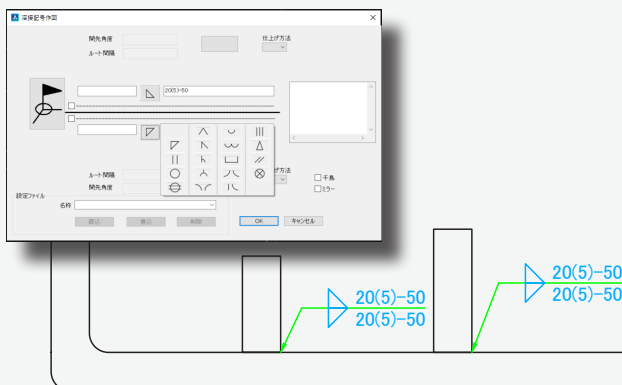 溶接記号作図
開先角度
仕上げ方法
ルート間隔
20(5)-50
ルート間隔
げ方法
開先角度
千鳥
ミラー
設定ファイル
名称
読込
書込
削除
OK
キャンセル
20(5)-50
20(5)-50
20(5)-50
20(5)-50